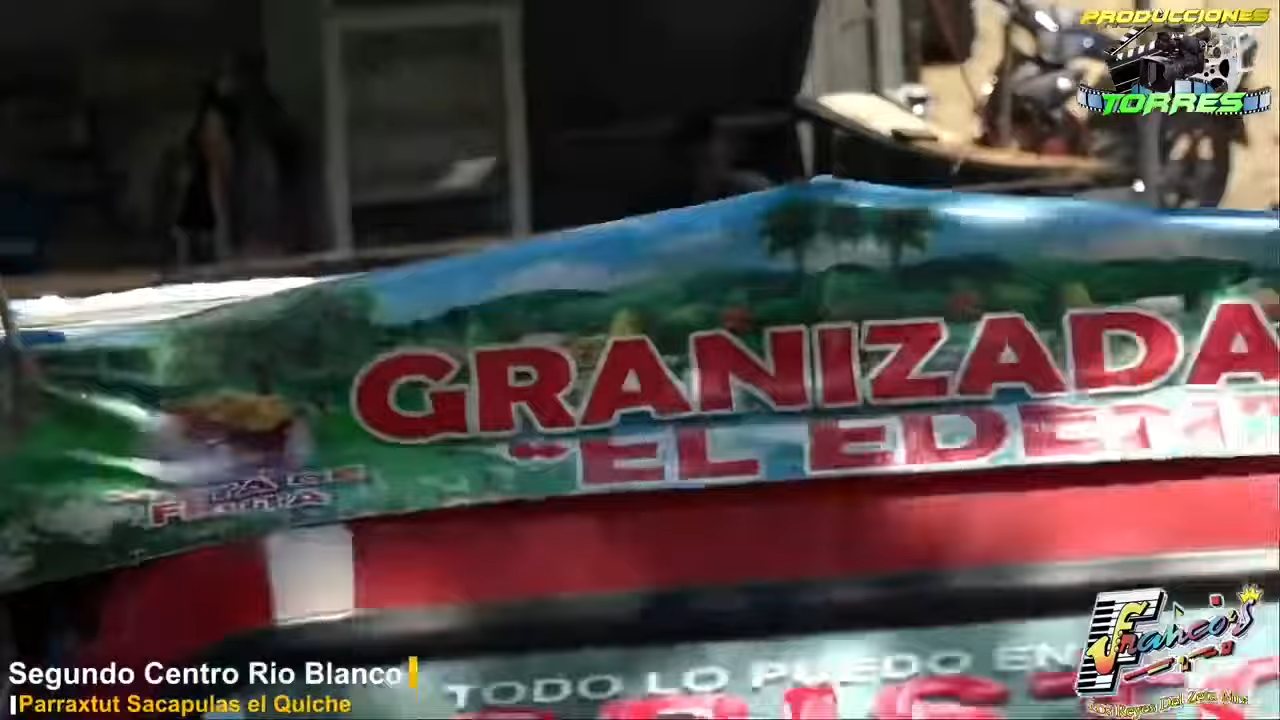 PRODUCCIONES
TORRES
GRANIZADA
"EL EDEN"
TODO LO PUEDO EN
Franco's
Segundo Centro Rio Blanco
Parraxtut Sacapulas el Quiche